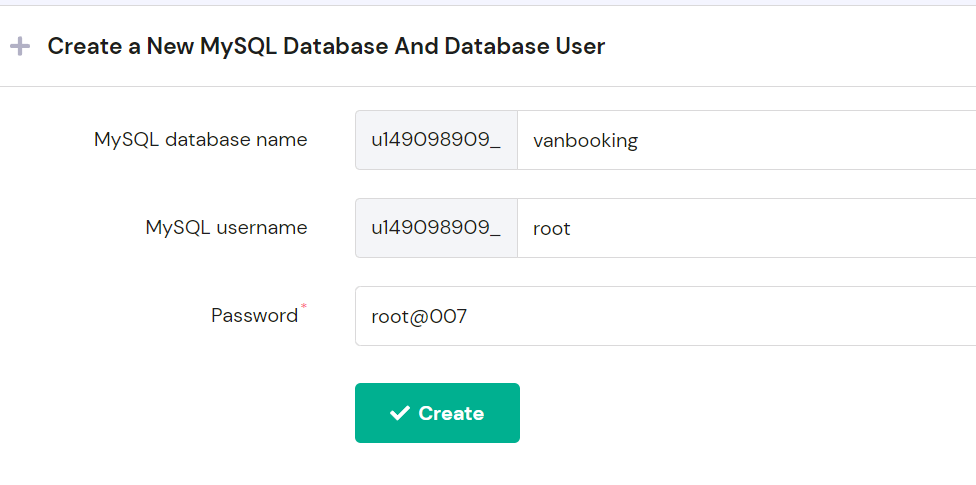 Create a New MySQL Database And Database User
MySQL database name u149098909_ vanbooking
MySQL username u149098909_ root
Password* root@007
Create